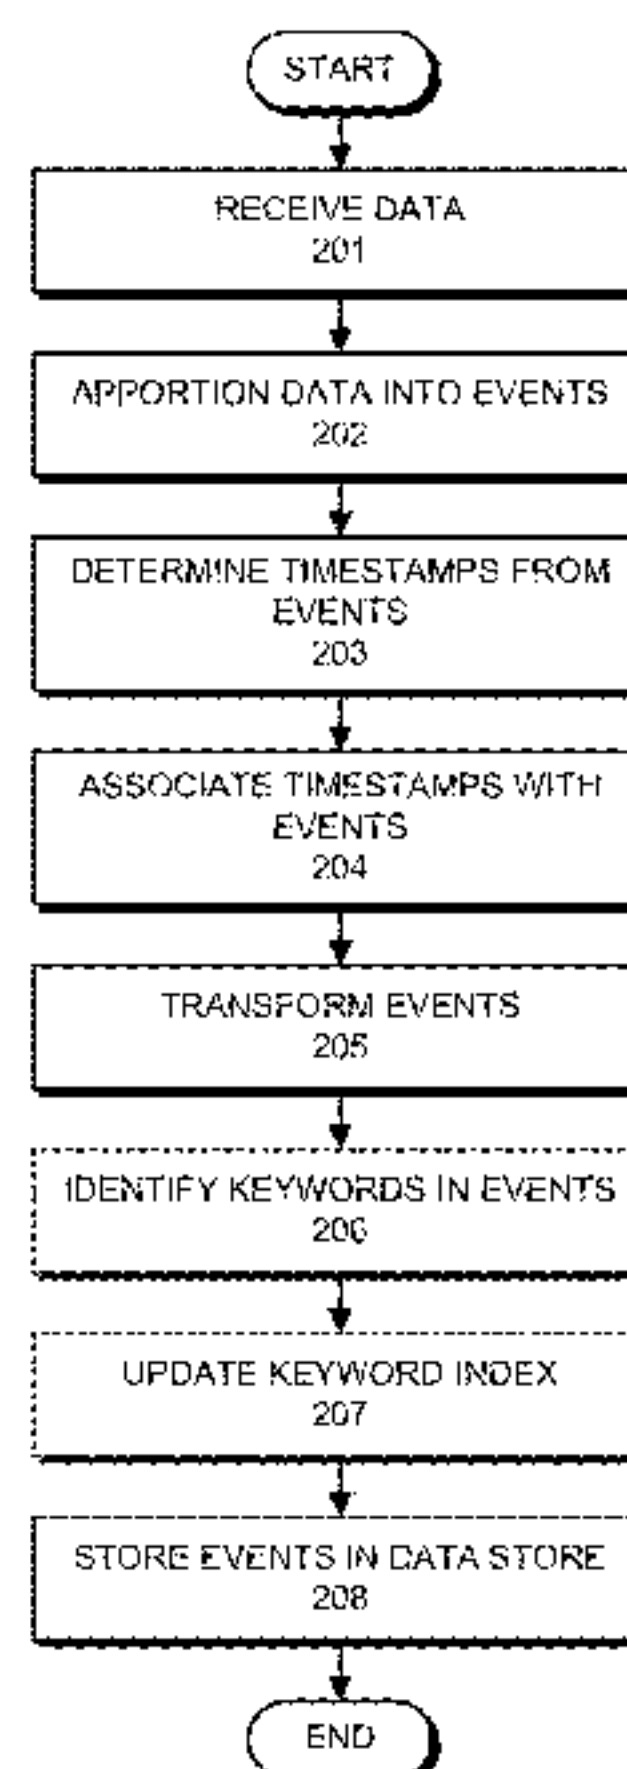 START
RECEIVE DATA
201
APPORTION DATA INTO EVENTS
202
DETERMINE TIMESTAMPS FROM
EVENTS
203
ASSOCIATE TIMESTAMPS WITH
EVENTS
204
TRANSFORM EVENTS
205
IDENTIFY KEYWORDS IN EVENTS
206
UPDATE KEYWORD INDEX
207
STORE EVENTS IN DATA STORE
208
END